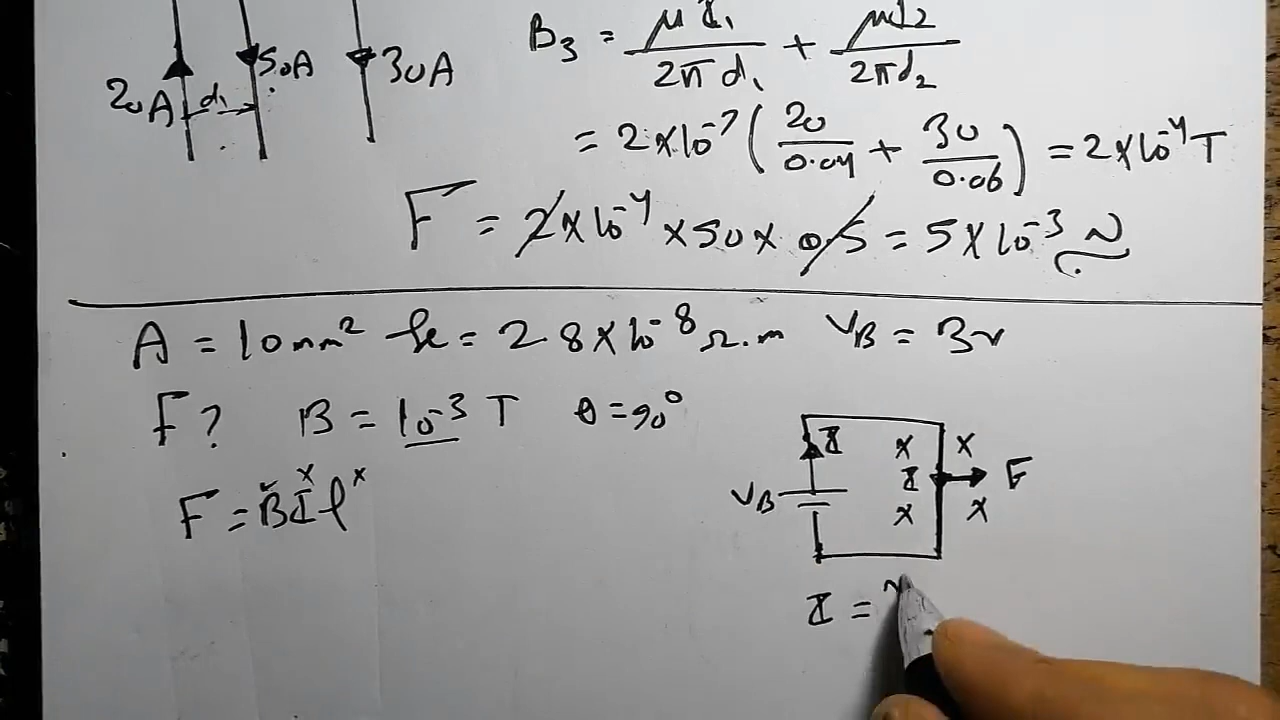 20A d₁ 50A 30A
B₃ = μI₁/2πd₁ + μI₂/2πd₂
= 2×10⁻⁷ (20/0.04 + 30/0.06) = 2×10⁻⁴ T
F = 2×10⁻⁴ × 50 × 0.5 = 5×10⁻³ N
A = 10mm² ρe = 2.8×10⁻⁸ Ω.m VB = 3v
F? B = 10⁻³ T θ=90°
F = BIl
I
x x
VB I F
x x
I = V